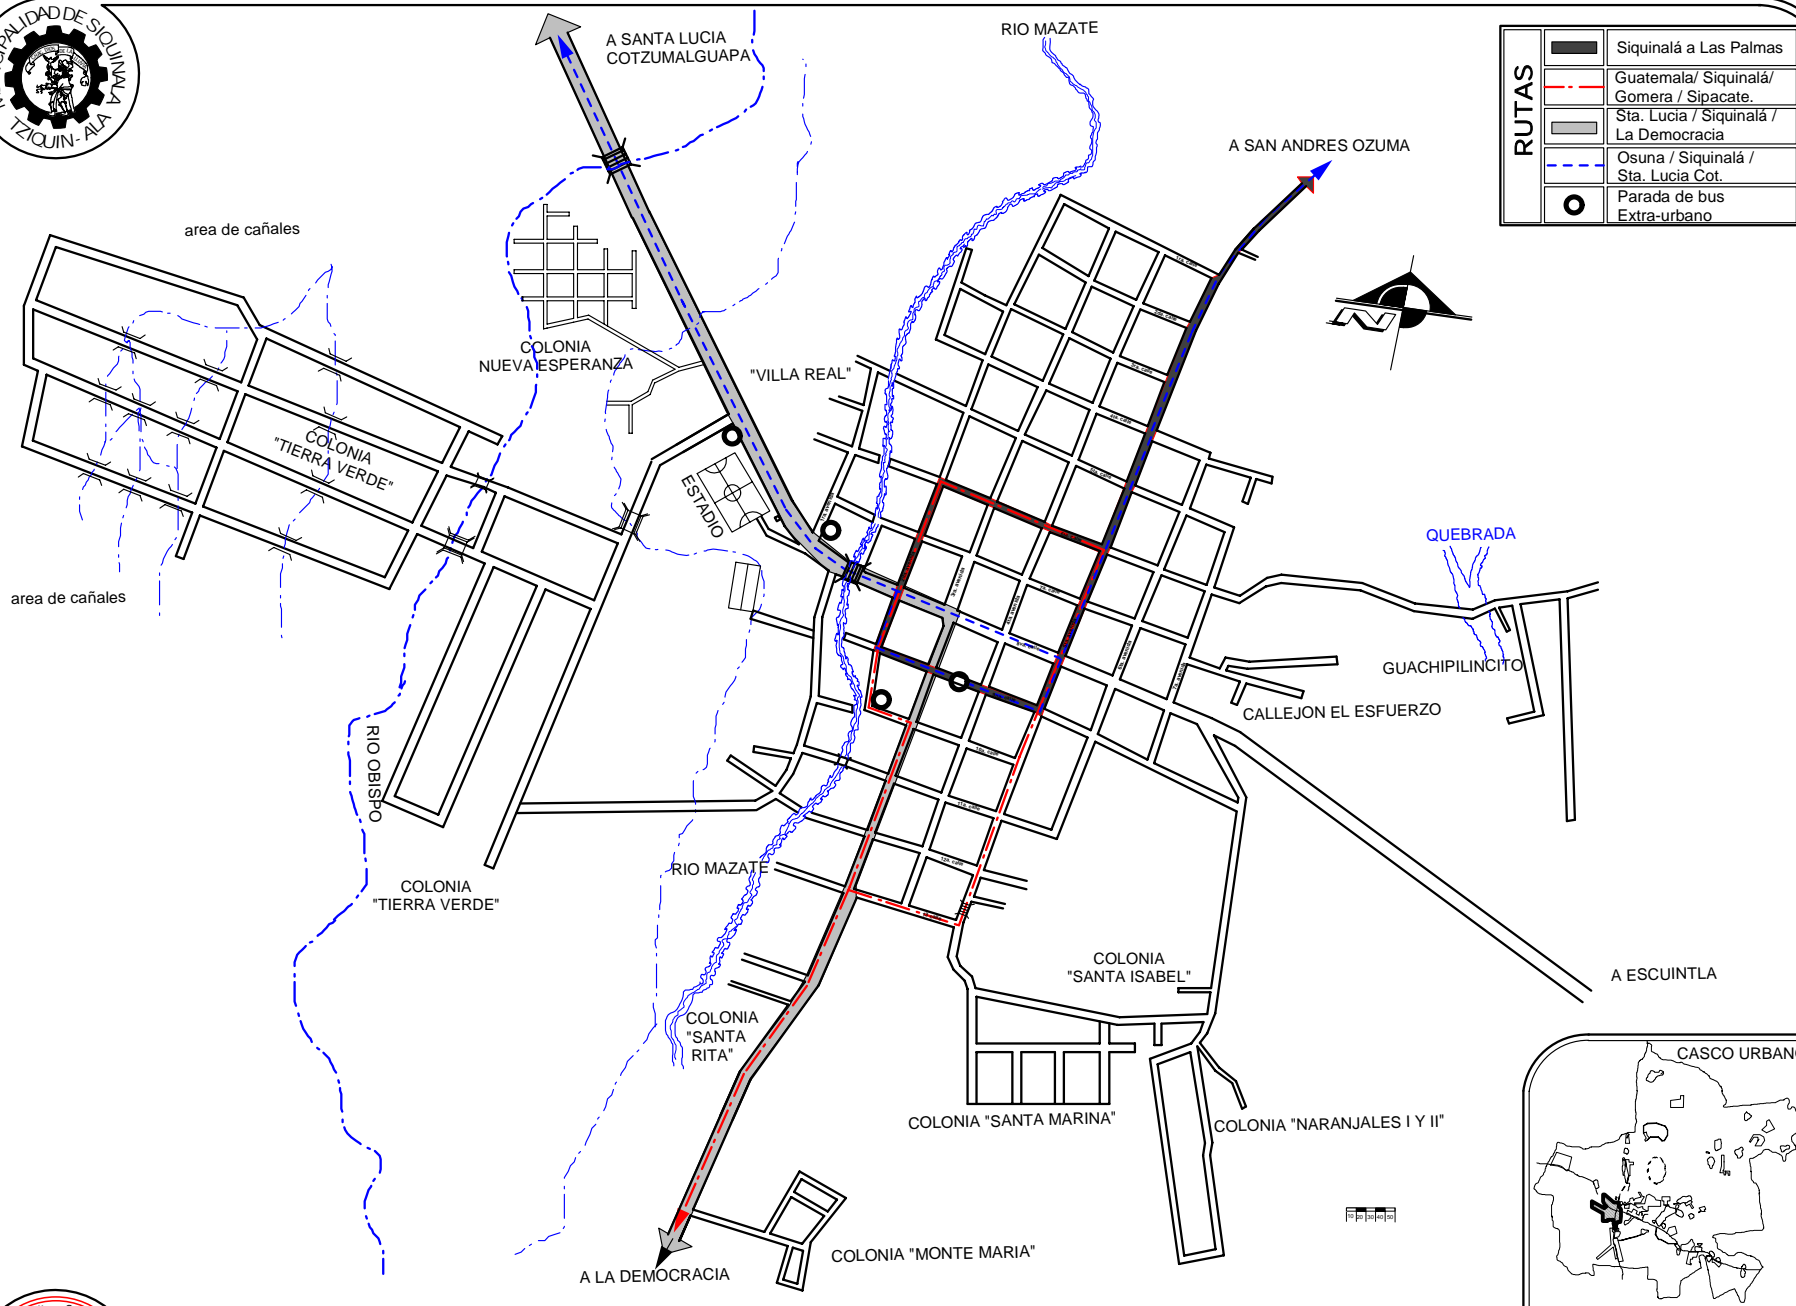 TZIQUIN-ALA
A SANTA LUCIA
COTZUMALGUAPA
RIO MAZATE
A SAN ANDRES OZUMA
RUTAS
Siquinalá a Las Palmas
Guatemala/ Siquinalá/
Gomera / Sipacate.
Sta. Lucia / Siquinalá /
La Democracia
Osuna / Siquinalá /
Sta. Lucia Cot.
Parada de bus
Extra-urbano
area de cañales
N
COLONIA
NUEVA ESPERANZA
"VILLA REAL"
COLONIA
"TIERRA VERDE"
ESTADIO
QUEBRADA
area de cañales
GUACHIPILINCITO
CALLEJON EL ESFUERZO
RIO OBISPO
RIO MAZATE
COLONIA
"TIERRA VERDE"
COLONIA
"SANTA ISABEL"
A ESCUINTLA
COLONIA
"SANTA
RITA"
CASCO URBANO
COLONIA "SANTA MARINA"
COLONIA "NARANJALES I Y II"
COLONIA "MONTE MARIA"
A LA DEMOCRACIA